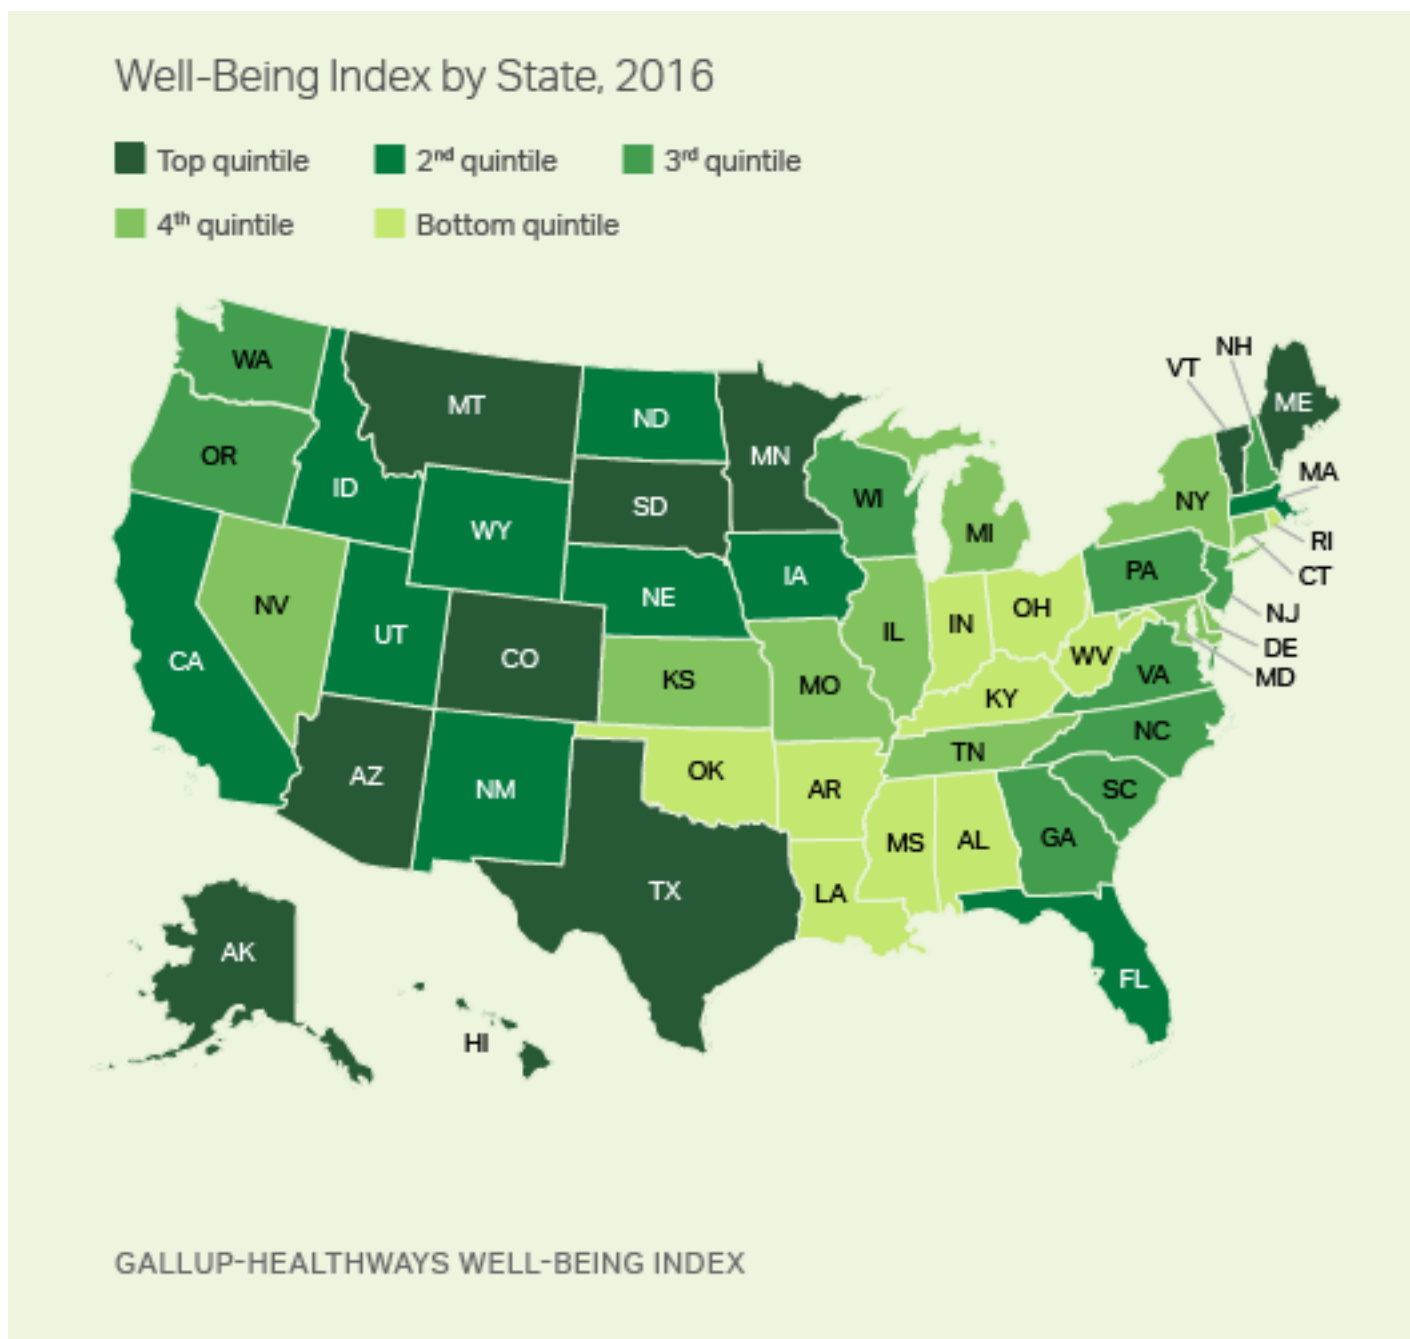 Well-Being Index by State, 2016
Top quintile 2nd quintile 3rd quintile
4th quintile Bottom quintile
NH
VT
WA
ME
MT
ND
OR
MN
MA
ID
SD
WI
NY
WY
MI
RI
IA
PA
CT
NE
NV
OH
IN
IL
NJ
UT
DE
CO
WV
CA
KS
MO
VA
MD
KY
NC
TN
AZ
OK
NM
AR
SC
GA
MS
AL
TX
LA
AK
FL
HI
GALLUP-HEALTHWAYS WELL-BEING INDEX